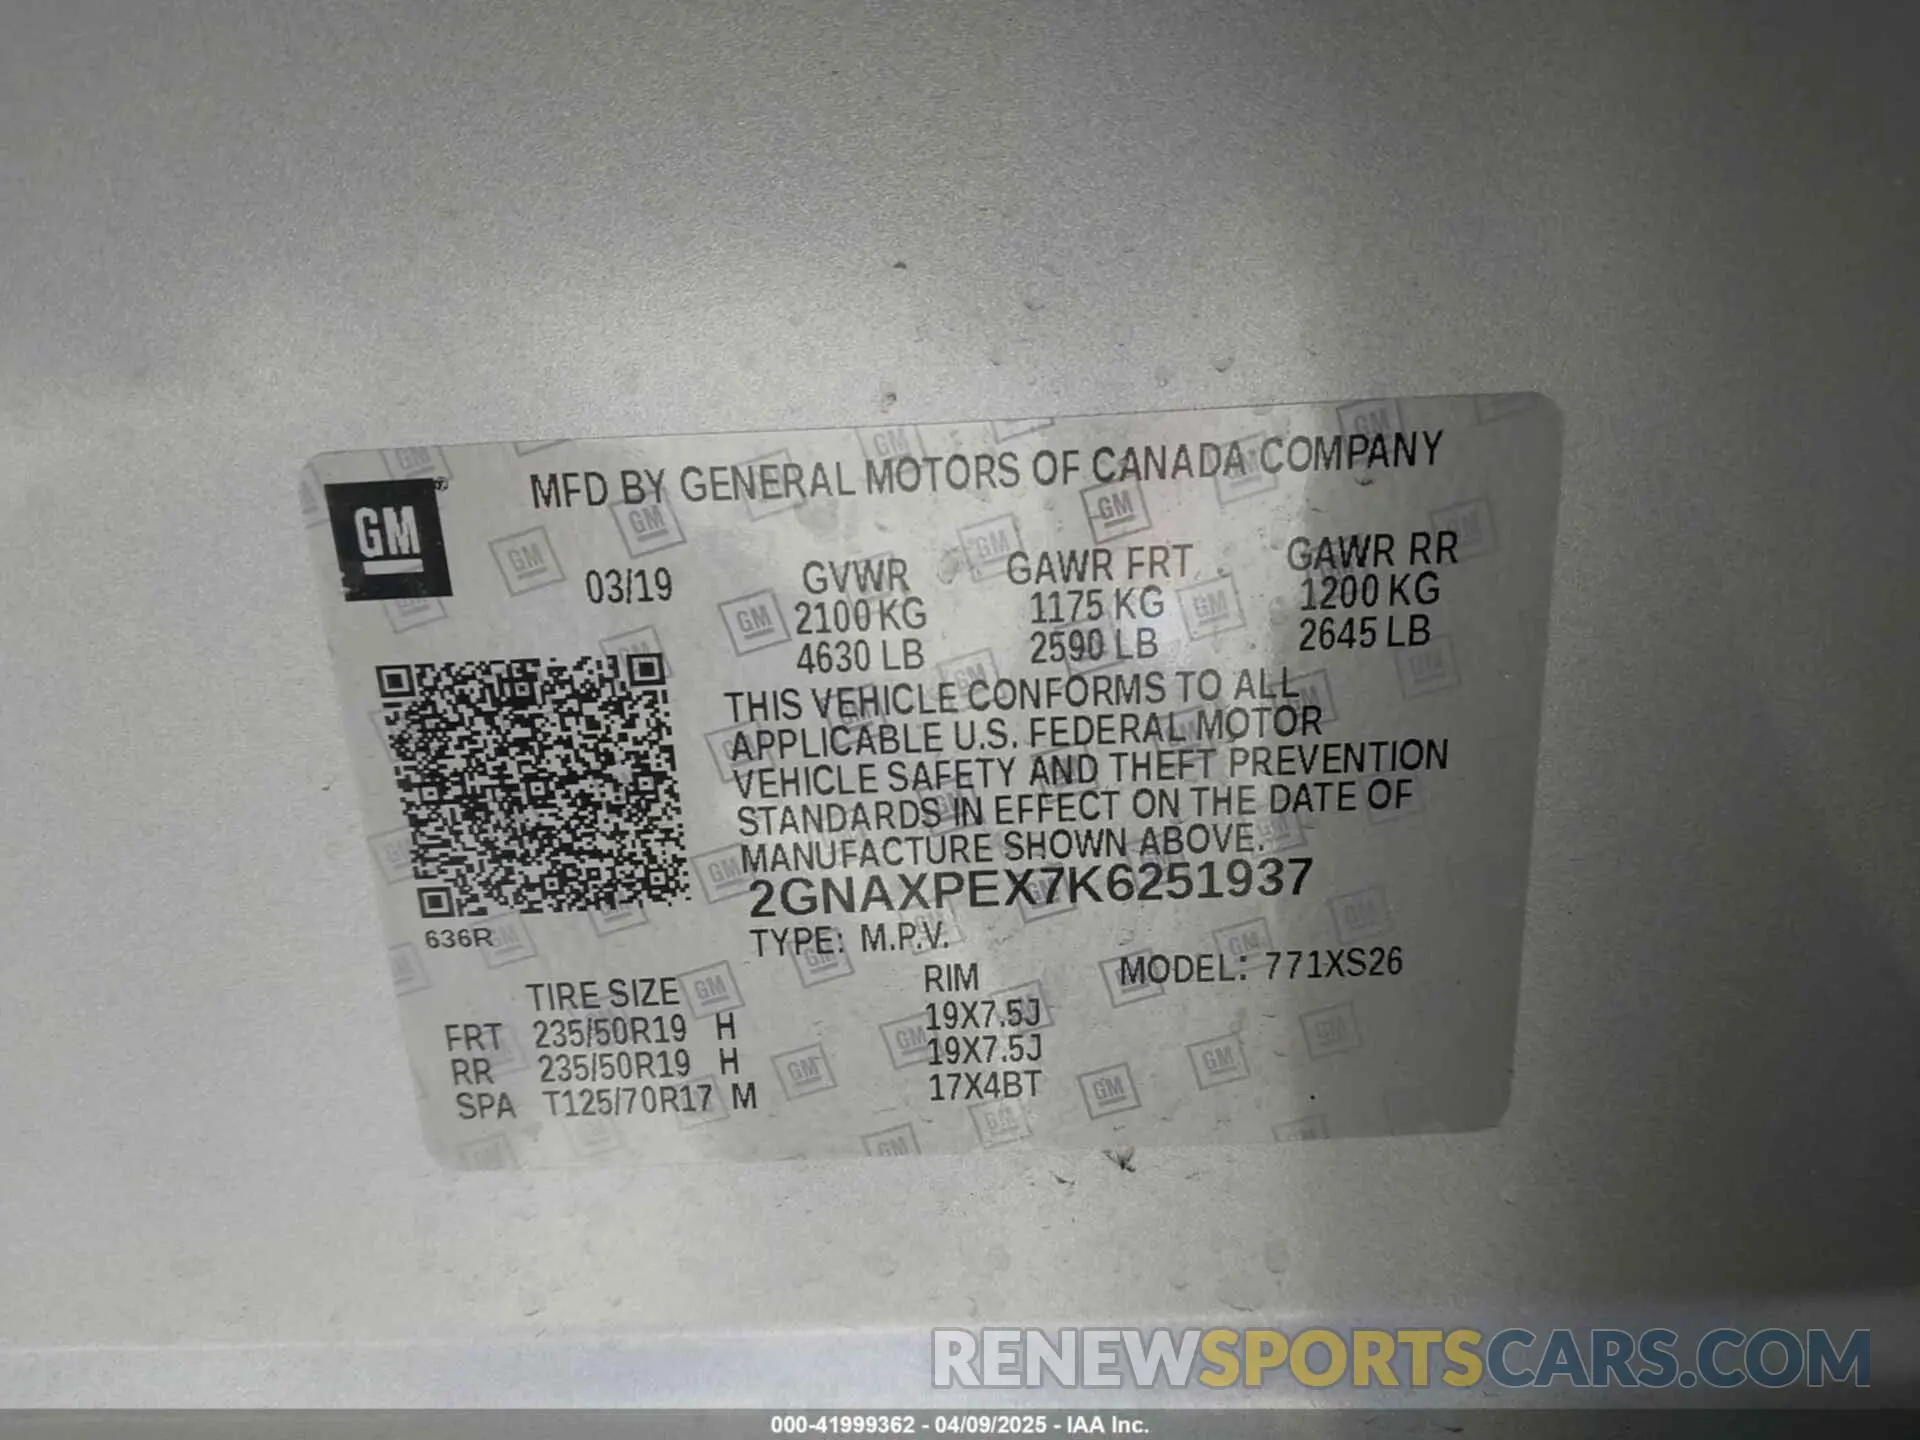 MFD BY GENERAL MOTORS OF CANADA COMPANY
GM
03/19
GVWR GAWR FRT GAWR RR
2100 KG 1175 KG 1200 KG
4630 LB 2590 LB 2645 LB
THIS VEHICLE CONFORMS TO ALL
APPLICABLE U.S. FEDERAL MOTOR
VEHICLE SAFETY AND THEFT PREVENTION
STANDARDS IN EFFECT ON THE DATE OF
MANUFACTURE SHOWN ABOVE.
2GNAXPEX7K6251937
636R
TYPE: M.P.V. MODEL: 771XS26
TIRE SIZE RIM
FRT 235/50R19 H 19X7.5J
RR 235/50R19 H 19X7.5J
SPA T125/70R17 M 17X4BT
RENEWSPORTSCARS.COM
000-41999362 - 04/09/2025 - IAA Inc.